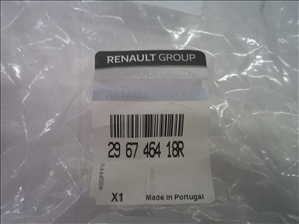 RENAULT GROUP
29 67 464 18R
X1
Made in Portugal